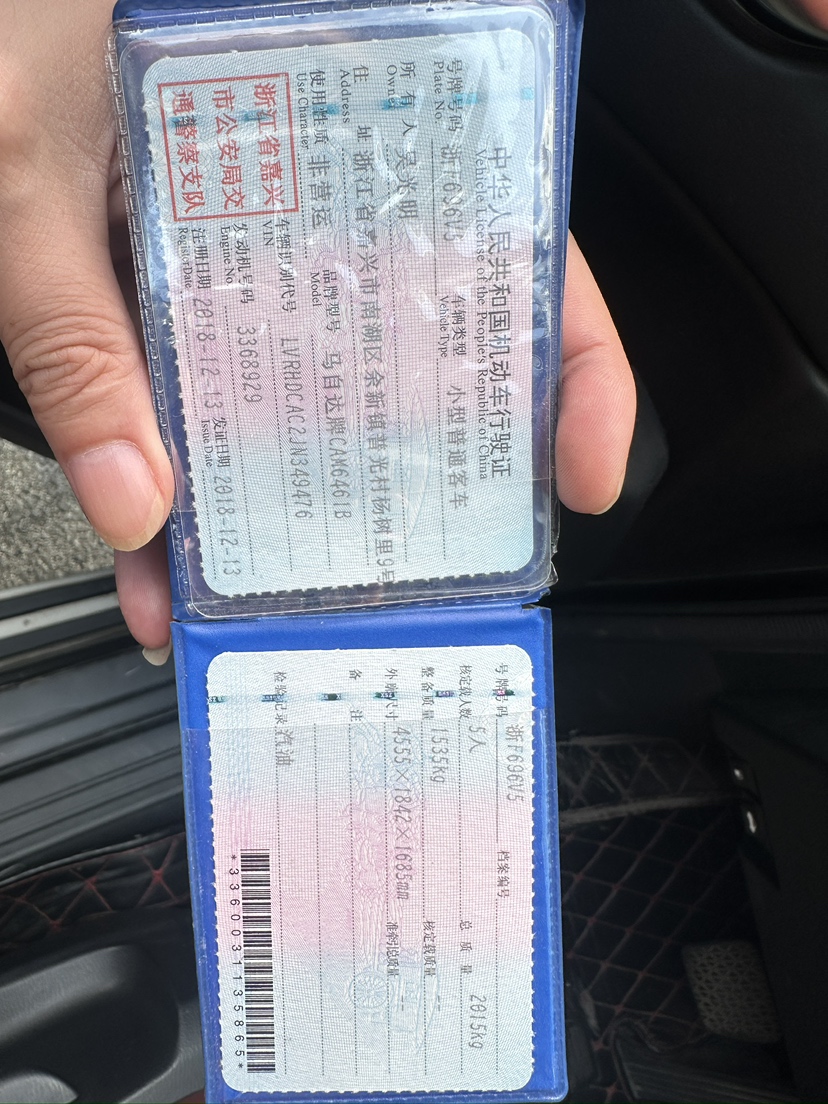 中华人民共和国机动车行驶证
Vehicle License of the People's Republic of China
号牌号码 浙F696V5 车辆类型 小型普通客车
Plate No. Vehicle Type
所有人 吴光明
Owner
住址 浙江省嘉兴市南湖区余新镇普光村杨树里9号
Address
使用性质 非营运 品牌型号 马自达牌CAM6461B
Use Character Model
浙江省嘉兴
市公安局交
通警察支队
车辆识别代号 LVRHDCAC2JN349476
VIN
发动机号码 3368929
Engine No.
注册日期 2018-12-13 发证日期 2018-12-13
Register Date Issue Date
号牌号码 浙F696V5 档案编号
核定载人数 5人 总质量 2015kg
整备质量 1535kg 核定载质量 --
外廓尺寸 4555×1842×1685mm 准牵引总质量 --
备注
检验记录 汽油
*3360031135865*